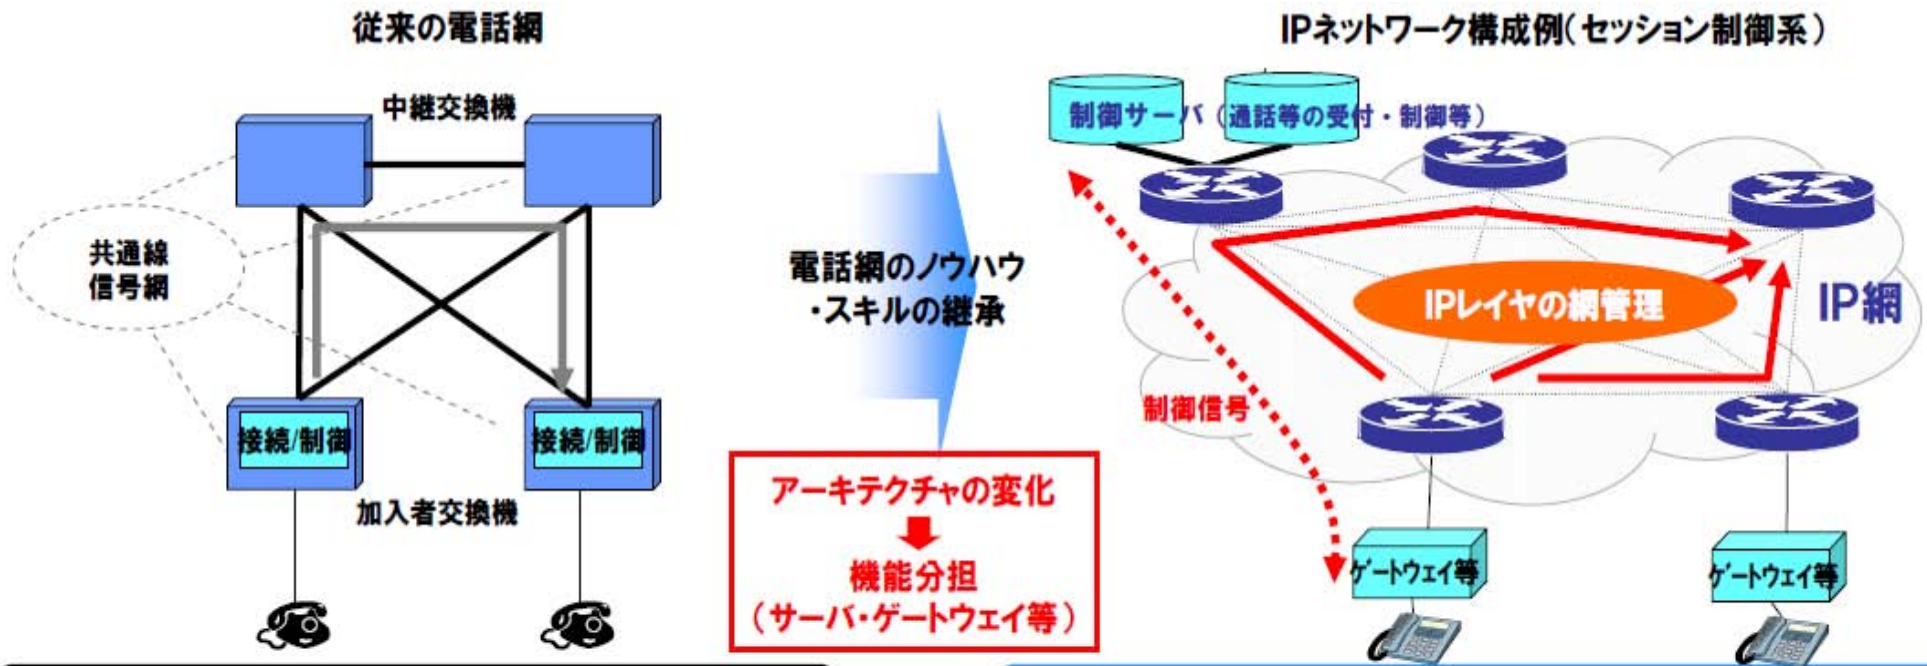 従来の電話網
中継交換機
共通線
信号網
接続/制御
接続/制御
加入者交換機
電話網のノウハウ
・スキルの継承
アーキテクチャの変化
機能分担
（サーバ・ゲートウェイ等）
IPネットワーク構成例（セッション制御系）
制御サーバ（通話等の受付・制御等）
IPレイヤの網管理
IP網
制御信号
ゲートウェイ等
ゲートウェイ等